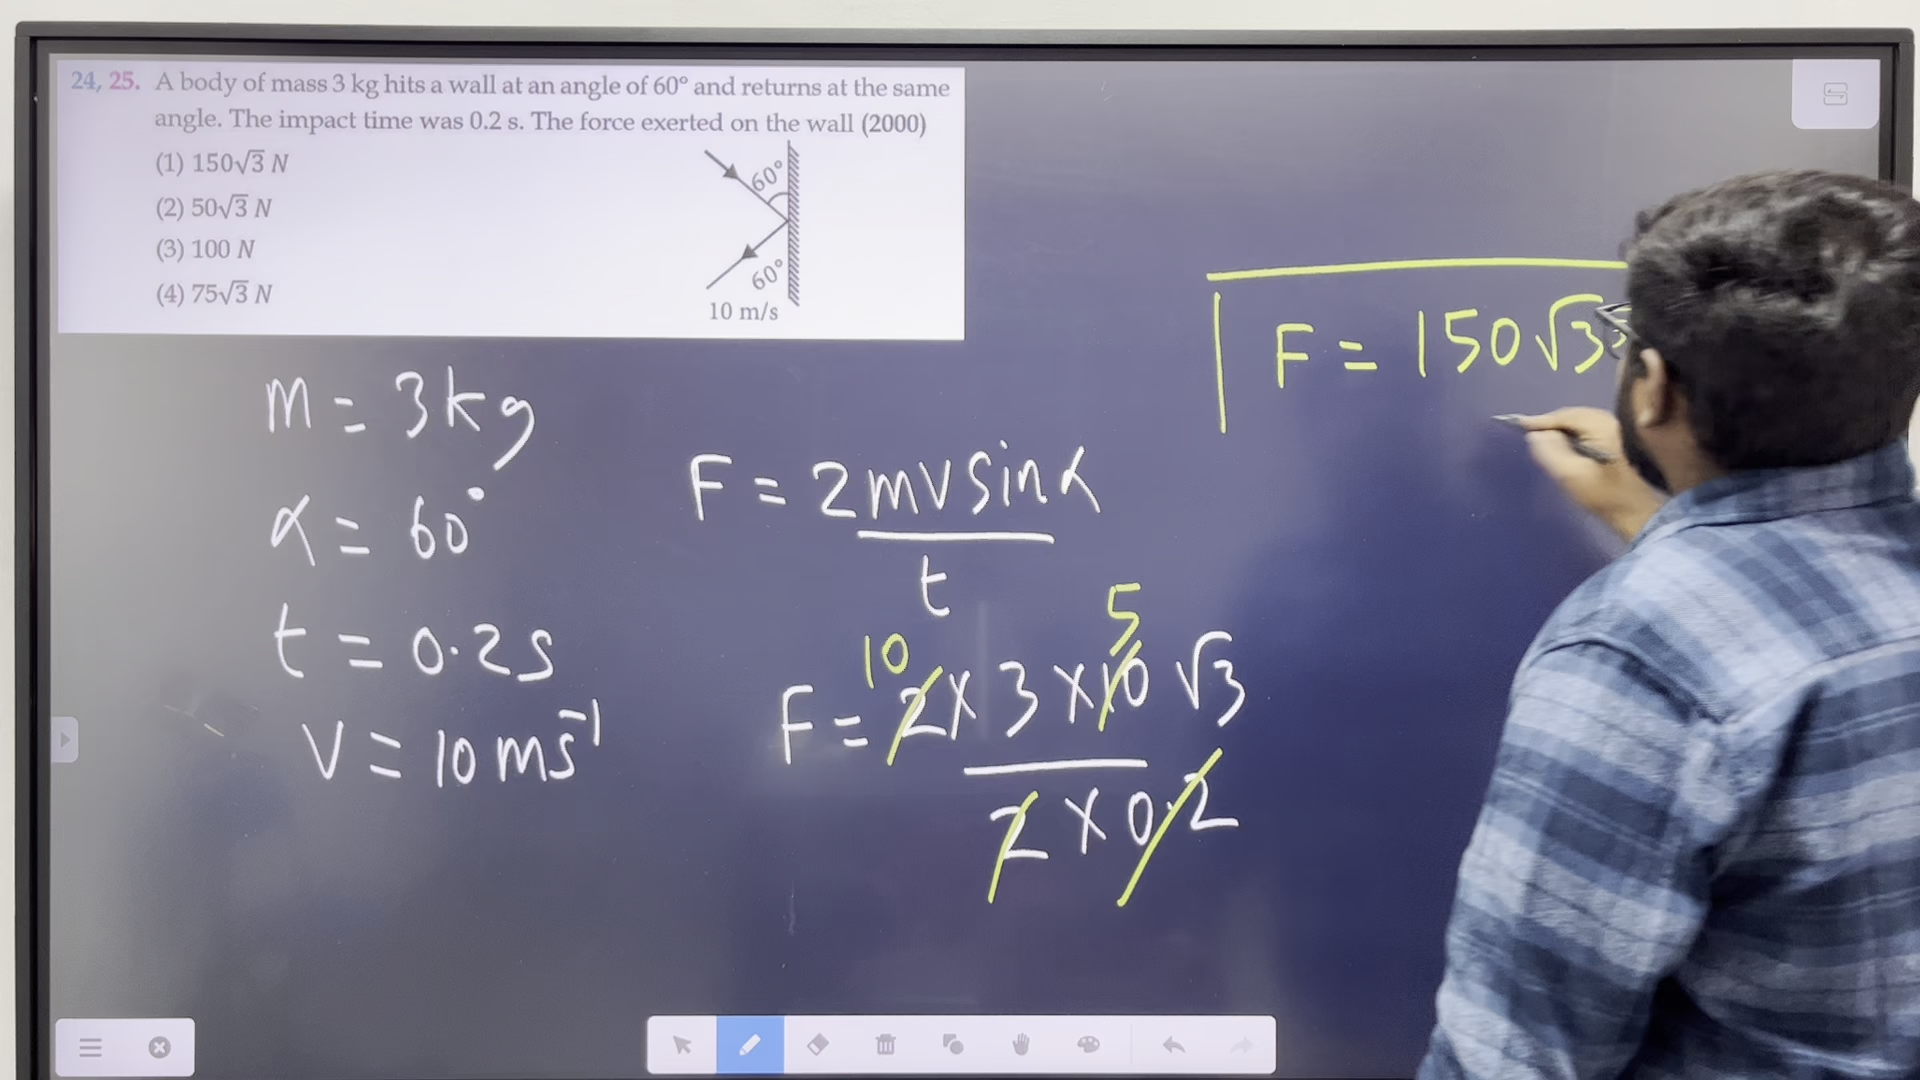 24, 25. A body of mass 3 kg hits a wall at an angle of 60° and returns at the same
angle. The impact time was 0.2 s. The force exerted on the wall (2000)
(1) 150√3 N
(2) 50√3 N
(3) 100 N
(4) 75√3 N
60°
60°
10 m/s
m = 3kg
α = 60°
t = 0.2s
V = 10 ms⁻¹
F = 2mv sinα
t
10 5
F = 2 × 3 × 10 √3
2 × 0.2
F = 150√3